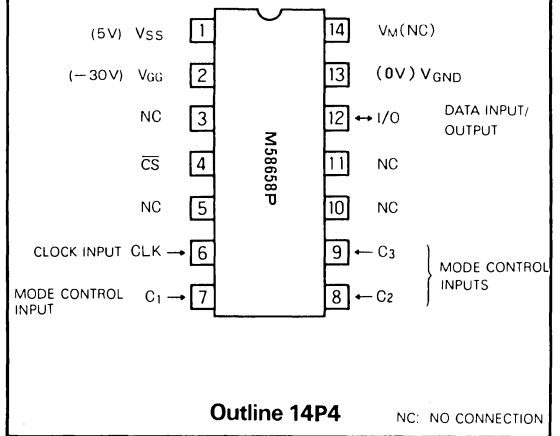 (5V) VSS 1 14 VM(NC)
(−30V) VGG 2 13 (0V) VGND
NC 3 12 ↔ I/O DATA INPUT/
OUTPUT
CS 4 11 NC
NC 5 10 NC
CLOCK INPUT CLK → 6 9 ← C3
MODE CONTROL
INPUTS
MODE CONTROL
INPUT
C1 → 7 8 ← C2
M58658P
Outline 14P4
NC: NO CONNECTION